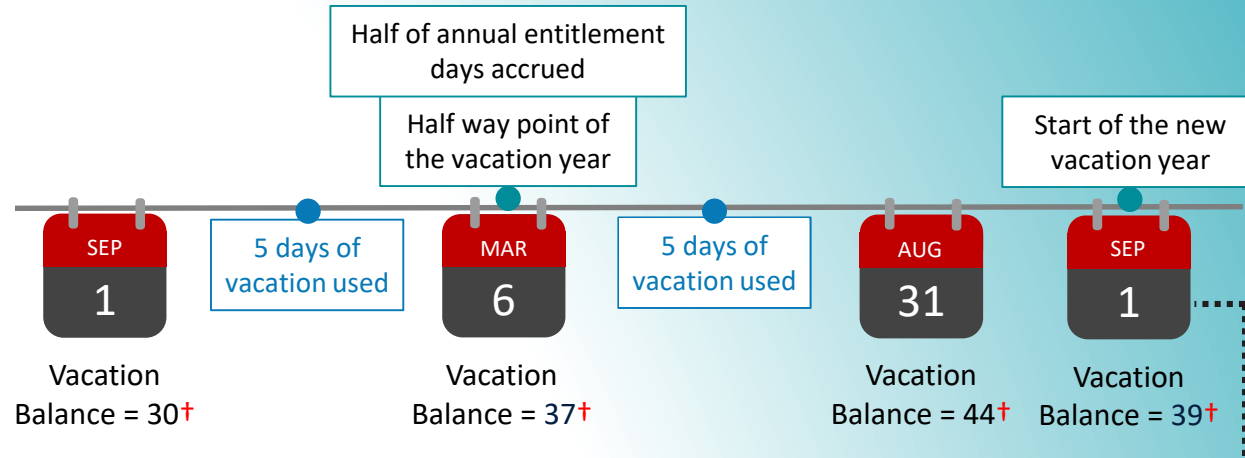 Half of annual entitlement
days accrued
Half way point of
the vacation year
Start of the new
vacation year
SEP
1
5 days of
vacation used
MAR
6
5 days of
vacation used
AUG
31
SEP
1
Vacation
Balance = 30†
Vacation
Balance = 37†
Vacation
Balance = 44†
Vacation
Balance = 39†